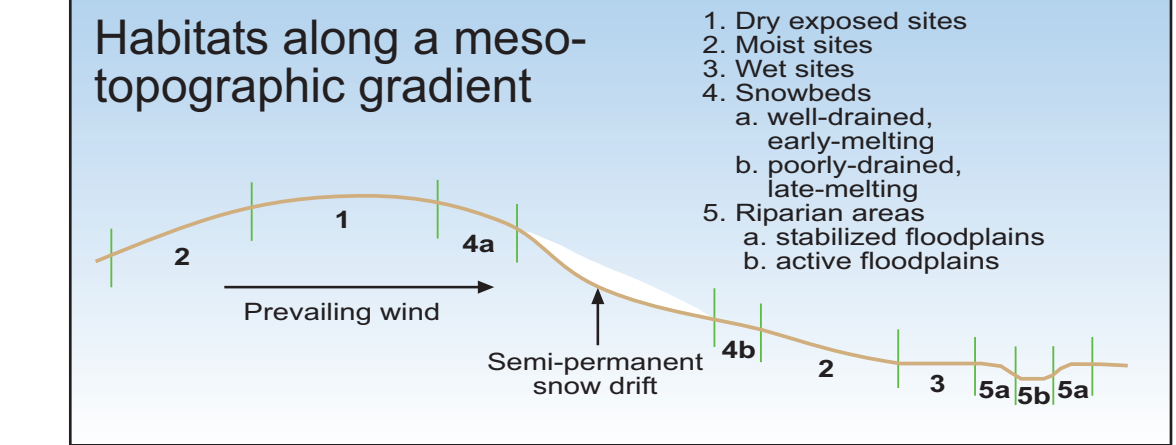 Habitats along a meso-
topographic gradient
1. Dry exposed sites
2. Moist sites
3. Wet sites
4. Snowbeds
a. well-drained,
early-melting
b. poorly-drained,
late-melting
5. Riparian areas
a. stabilized floodplains
b. active floodplains
2
1
4a
Prevailing wind
Semi-permanent
snow drift
4b
2
3
5a
5b
5a